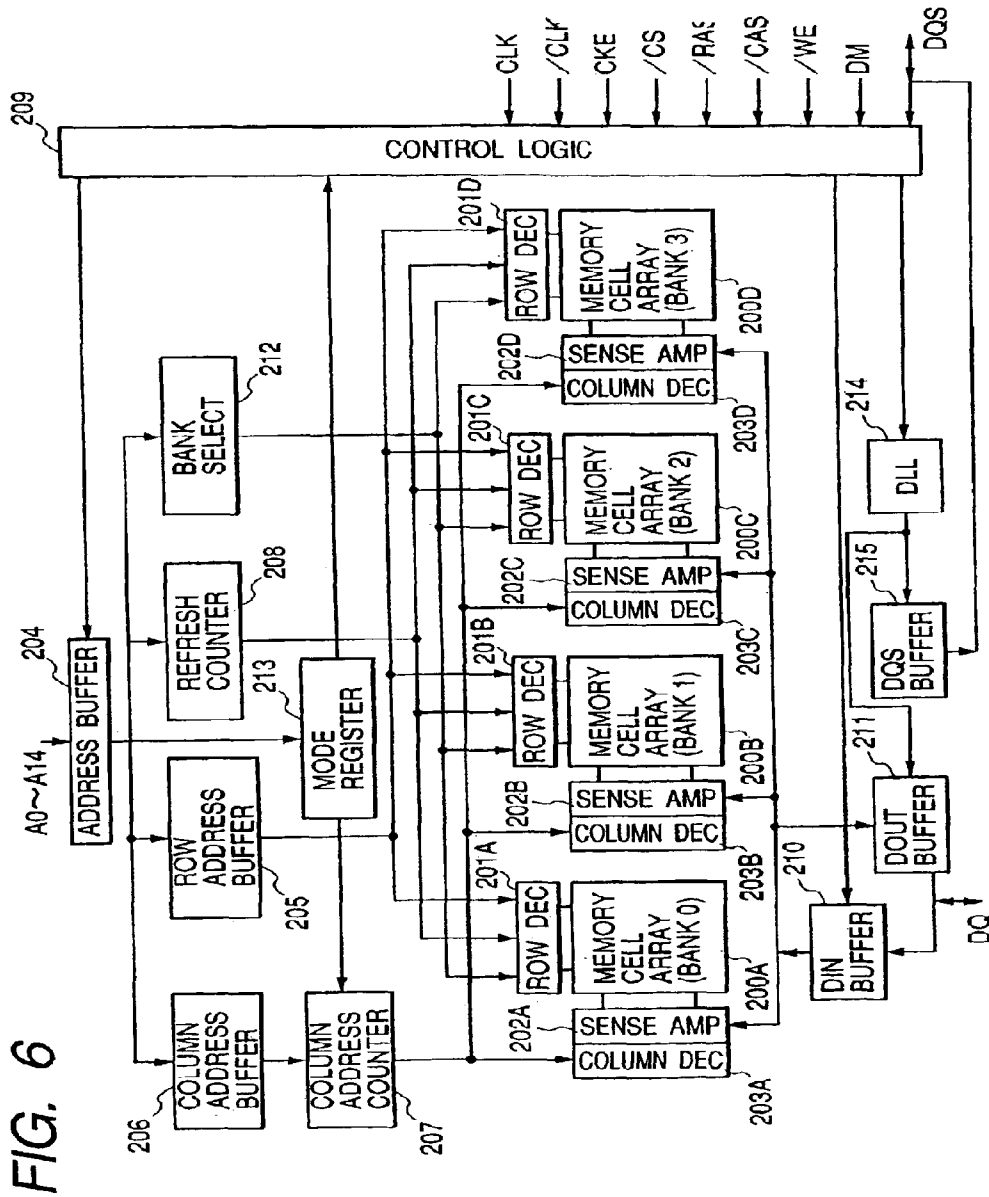 FIG. 6
A0~A14
204
ADDRESS BUFFER
206
COLUMN
ADDRESS
BUFFER
ROW
ADDRESS
BUFFER
205
REFRESH
COUNTER
208
BANK
SELECT
212
209
CONTROL LOGIC
COLUMN
ADDRESS
COUNTER
207
213
MODE
REGISTER
201A
ROW DEC
MEMORY
CELL
ARRAY
(BANK 0)
200A
202A
SENSE AMP
COLUMN DEC
203A
201B
ROW DEC
MEMORY
CELL
ARRAY
(BANK 1)
200B
202B
SENSE AMP
COLUMN DEC
203B
201C
ROW DEC
MEMORY
CELL
ARRAY
(BANK 2)
200C
202C
SENSE AMP
COLUMN DEC
203C
201D
ROW DEC
MEMORY
CELL
ARRAY
(BANK 3)
200D
202D
SENSE AMP
COLUMN DEC
203D
CLK
/CLK
CKE
/CS
/RAS
/CAS
/WE
DM
DQS
210
DIN
BUFFER
211
DOUT
BUFFER
215
DQS
BUFFER
214
DLL
DQ